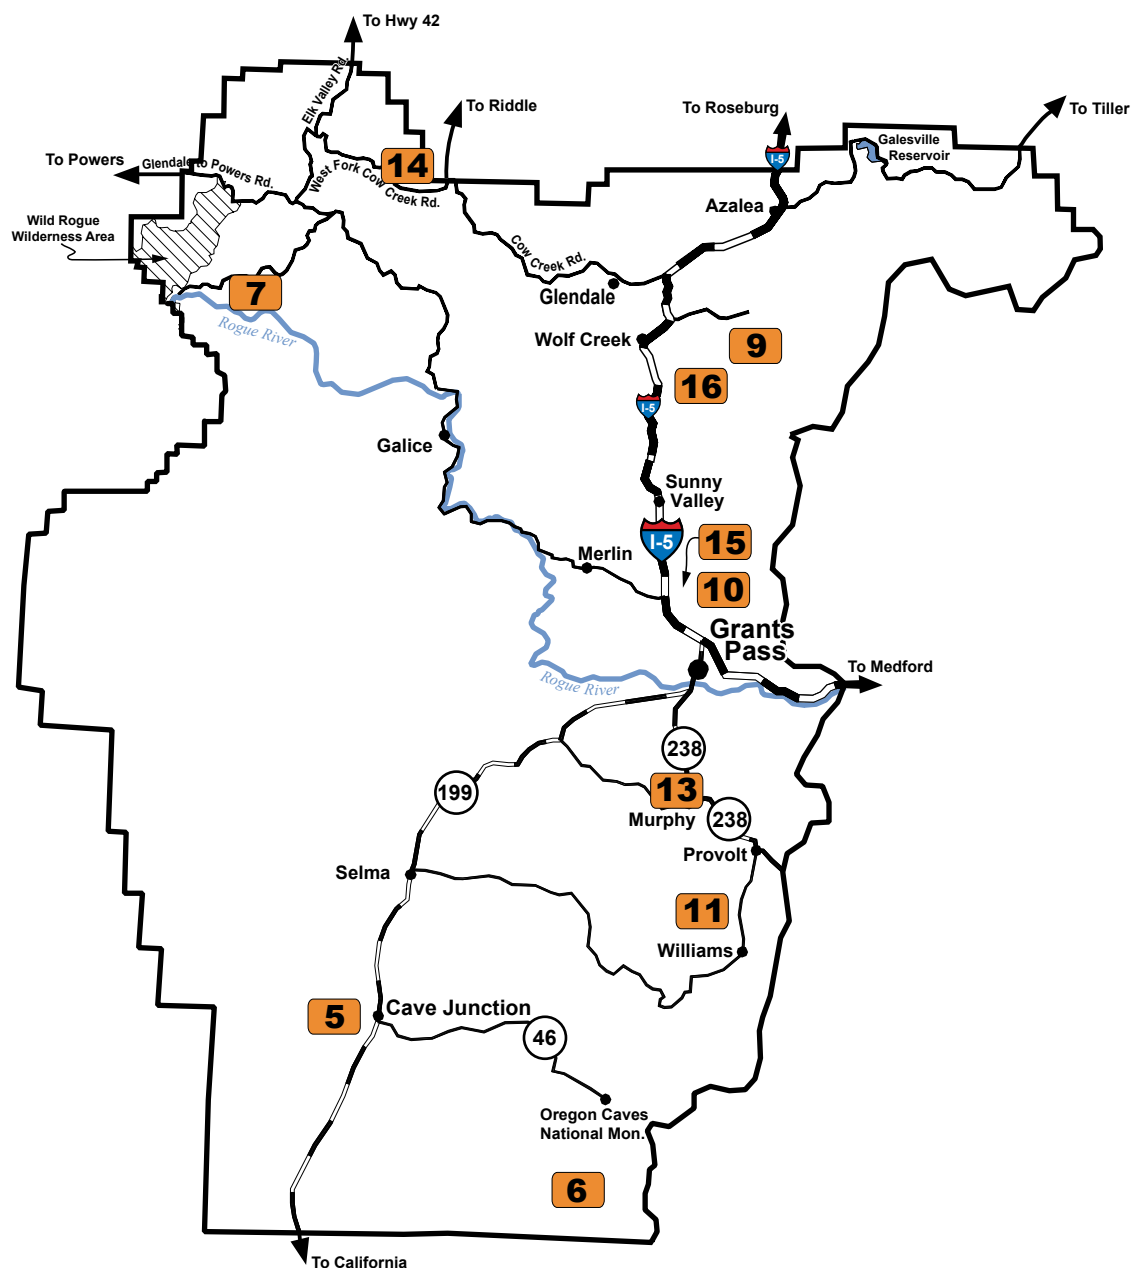 To Hwy 42
Elk Valley Rd.
To Riddle
To Roseburg
To Tiller
I-5
Galesville
Reservoir
To Powers
Glendale to Powers Rd.
West Fork Cow Creek Rd.
14
Azalea
Wild Rogue
Wilderness Area
Cow Creek Rd.
7
Glendale
Rogue River
Wolf Creek
9
16
I-5
Galice
Sunny
Valley
I-5
15
Merlin
10
Grants
Pass
To Medford
Rogue River
238
199
13
Murphy
238
Provolt
Selma
11
Williams
5
Cave Junction
46
Oregon Caves
National Mon.
6
To California